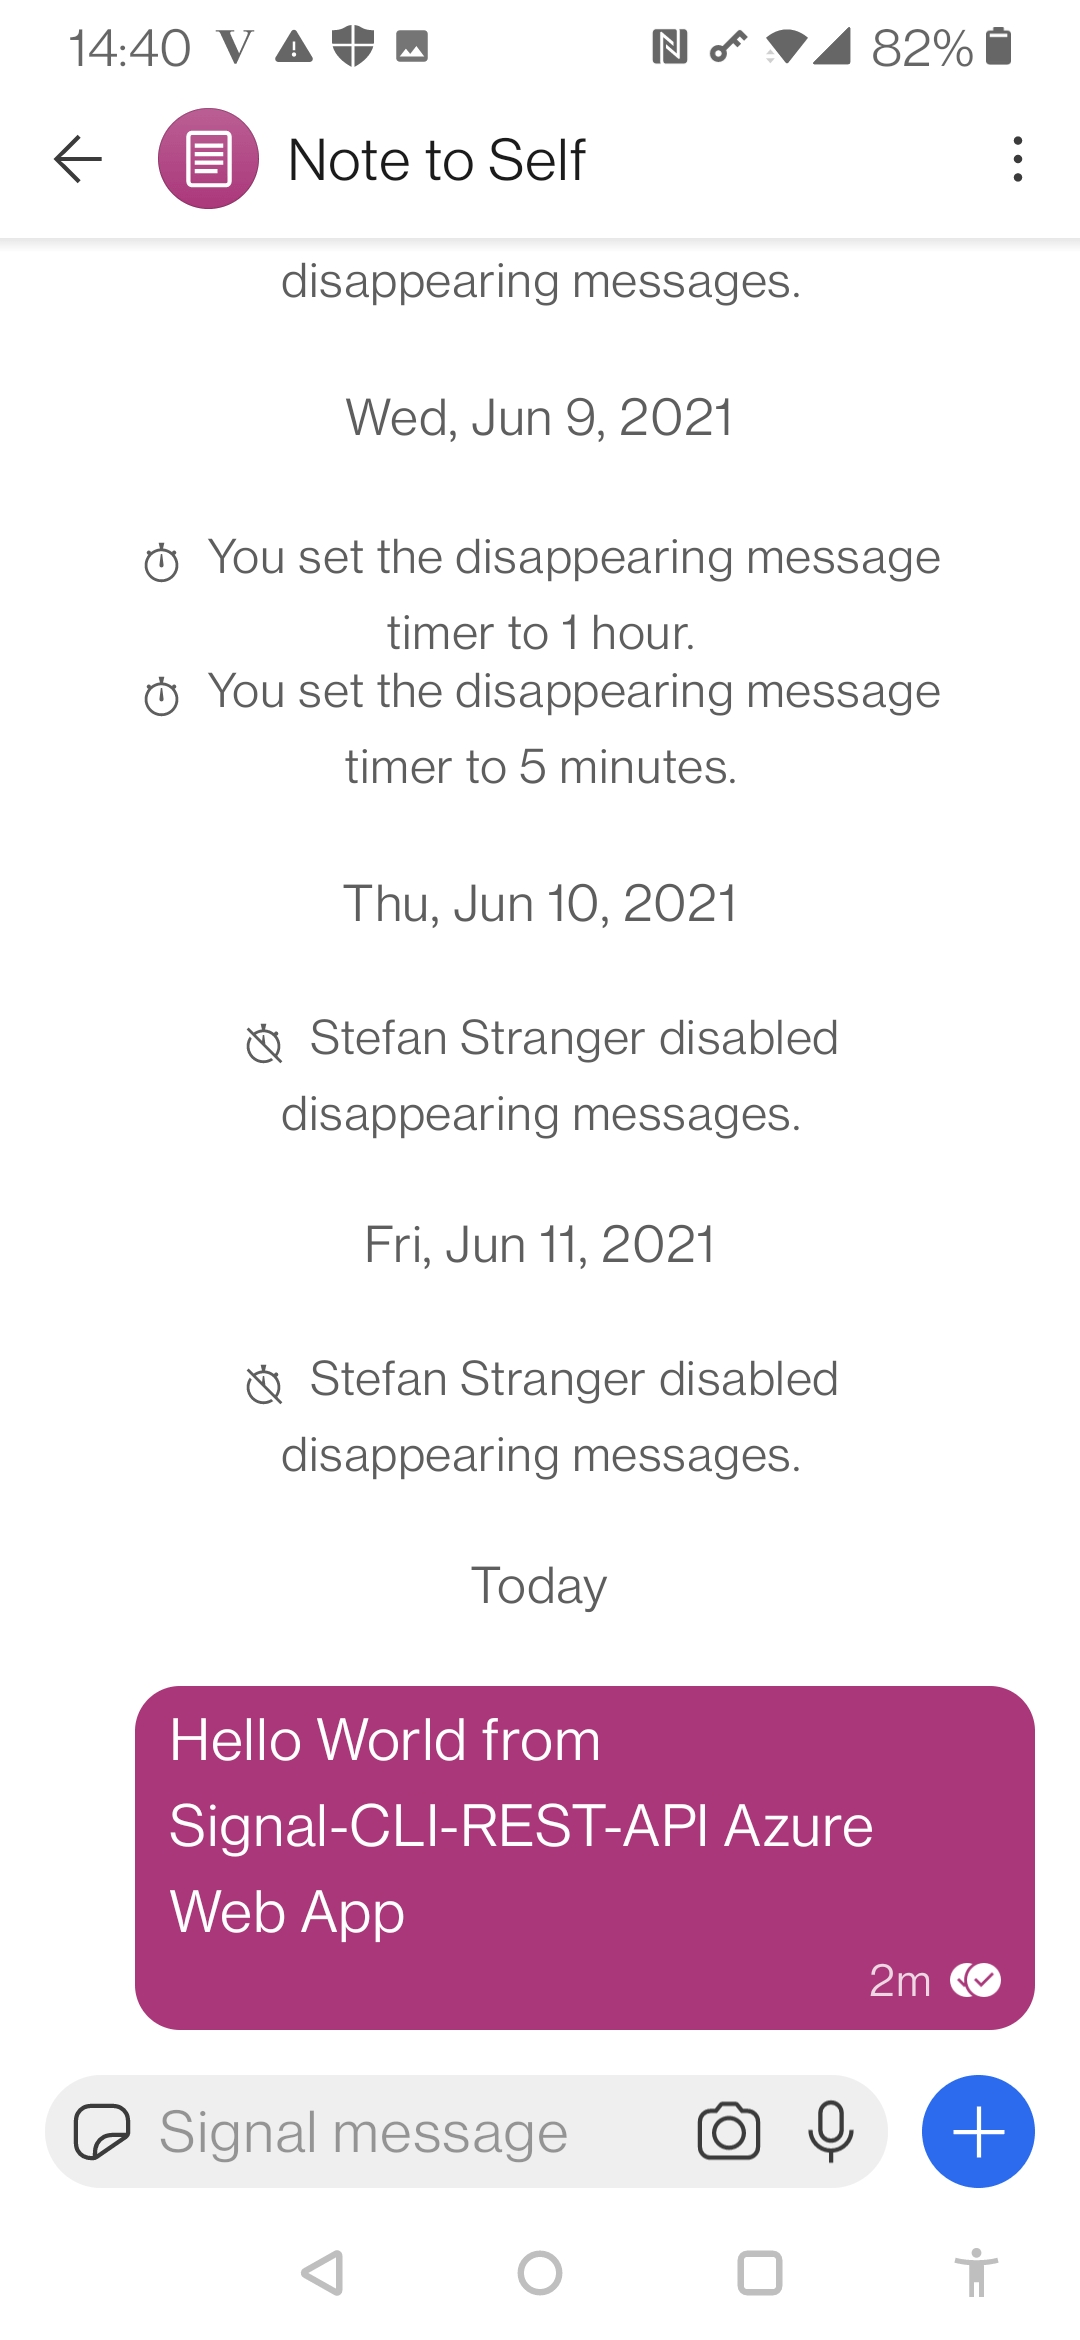 14:40 V 82%
Note to Self
disappearing messages.
Wed, Jun 9, 2021
You set the disappearing message
timer to 1 hour.
You set the disappearing message
timer to 5 minutes.
Thu, Jun 10, 2021
Stefan Stranger disabled
disappearing messages.
Fri, Jun 11, 2021
Stefan Stranger disabled
disappearing messages.
Today
Hello World from
Signal-CLI-REST-API Azure
Web App
2m
Signal message